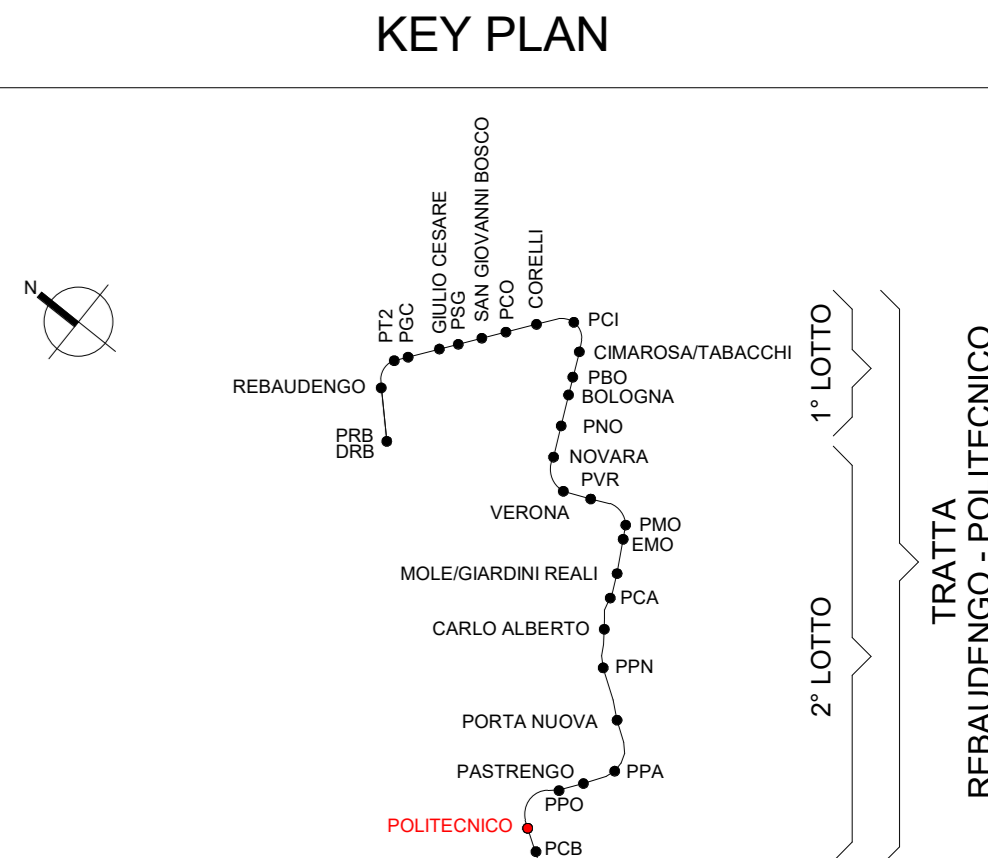 KEY PLAN
N
PT2
PGC
GIULIO CESARE
PSG
SAN GIOVANNI BOSCO
PCO
CORELLI
PCI
CIMAROSA/TABACCHI
REBAUDENGO
PBO
BOLOGNA
PNO
PRB
DRB
NOVARA
PVR
VERONA
PMO
EMO
MOLE/GIARDINI REALI
PCA
CARLO ALBERTO
PPN
PORTA NUOVA
PASTRENGO
PPA
PPO
POLITECNICO
PCB
1° LOTTO
2° LOTTO
TRATTA
REBAUDENGO - POLITECNICO